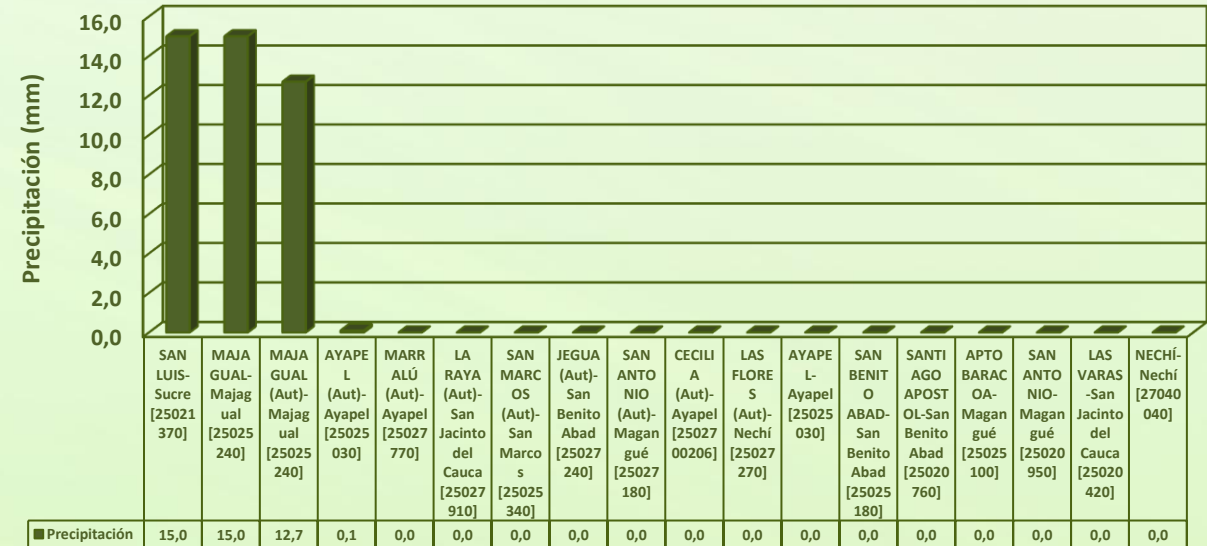 Precipitación (mm)
16,0
14,0
12,0
10,0
8,0
6,0
4,0
2,0
0,0
SAN
LUIS-
Sucre
[25021
370]
MAJA
GUAL-
Majag
ual
[25025
240]
MAJA
GUAL
(Aut)-
Majag
ual
[25025
240]
AYAPE
L
(Aut)-
Ayapel
[25025
030]
MARR
ALÚ
(Aut)-
Ayapel
[25027
770]
LA
RAYA
(Aut)-
San
Jacinto
del
Cauca
[25027
910]
SAN
MARC
OS
(Aut)-
San
Marco
s
[25025
340]
JEGUA
(Aut)-
San
Benito
Abad
[25027
240]
SAN
ANTO
NIO
(Aut)-
Magan
gué
[25027
180]
CECILI
A
(Aut)-
Ayapel
[25027
00206]
LAS
FLORE
S
(Aut)-
Nechí
[25027
270]
AYAPE
L-
Ayapel
[25025
030]
SAN
BENIT
O
ABAD-
San
Benito
Abad
[25025
180]
SANTI
AGO
APOST
OL-San
Benito
Abad
[25020
760]
APTO
BARAC
OA-
Magan
gué
[25025
100]
SAN
ANTO
NIO-
Magan
gué
[25020
950]
LAS
VARAS
-San
Jacinto
del
Cauca
[25020
420]
NECHÍ-
Nechí
[27040
040]
Precipitación 15,0 15,0 12,7 0,1 0,0 0,0 0,0 0,0 0,0 0,0 0,0 0,0 0,0 0,0 0,0 0,0 0,0 0,0